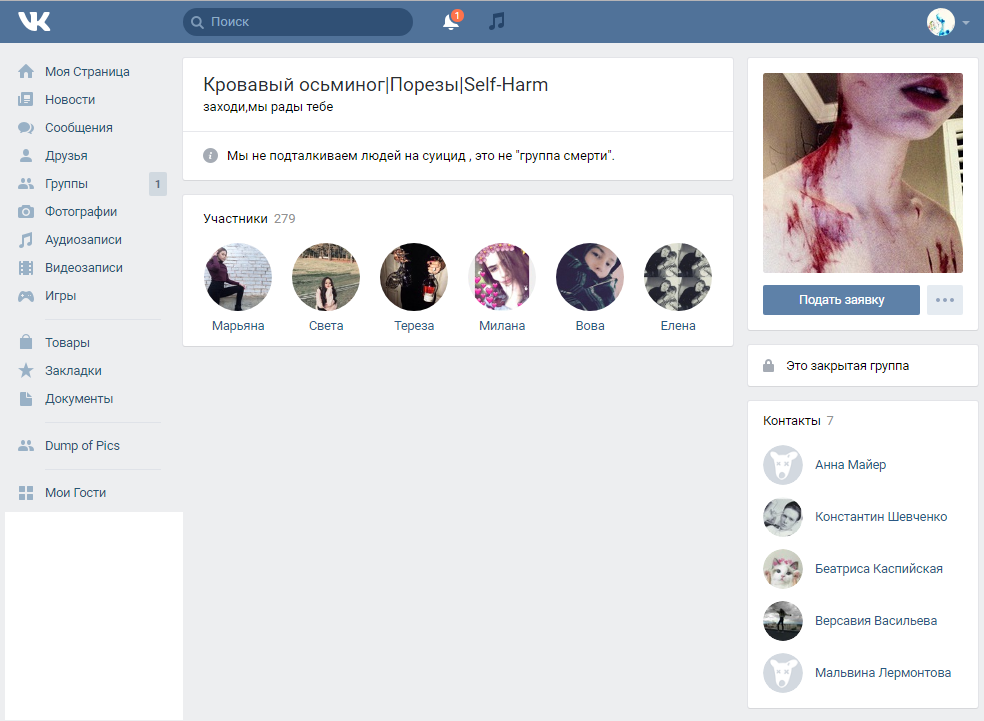 VK
Поиск
1
Моя Страница
Новости
Сообщения
Друзья
Группы
1
Фотографии
Аудиозаписи
Видеозаписи
Игры
Товары
Закладки
Документы
Dump of Pics
Мои Гости
Кровавый осьминог|Порезы|Self-Harm
заходи,мы рады тебе
Мы не подталкиваем людей на суицид , это не "группа смерти".
Участники 279
Марьяна
Света
Тереза
Милана
Вова
Елена
Подать заявку
Это закрытая группа
Контакты 7
Анна Майер
Константин Шевченко
Беатриса Каспийская
Версавия Васильева
Мальвина Лермонтова